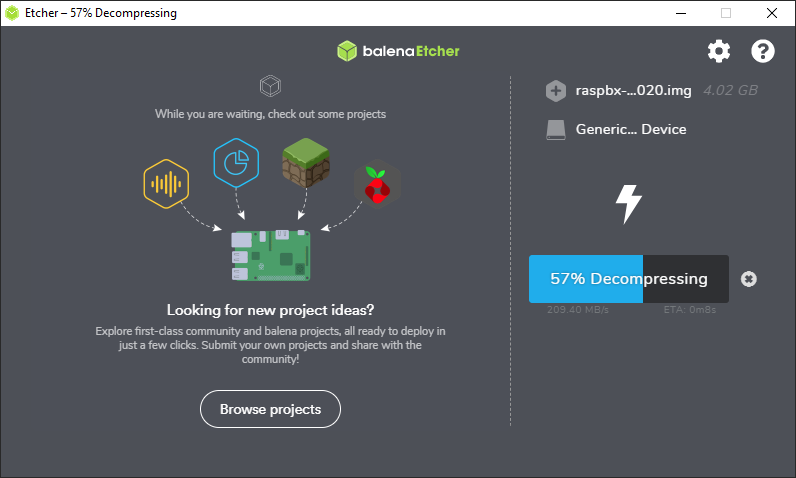 Etcher – 57% Decompressing
balenaEtcher
While you are waiting, check out some projects
Looking for new project ideas?
Explore first-class community and balena projects, all ready to deploy in
just a few clicks. Submit your own projects and share with the
community!
Browse projects
raspbx-...020.img 4.02 GB
Generic... Device
57% Decompressing
209.40 MB/s ETA: 0m8s